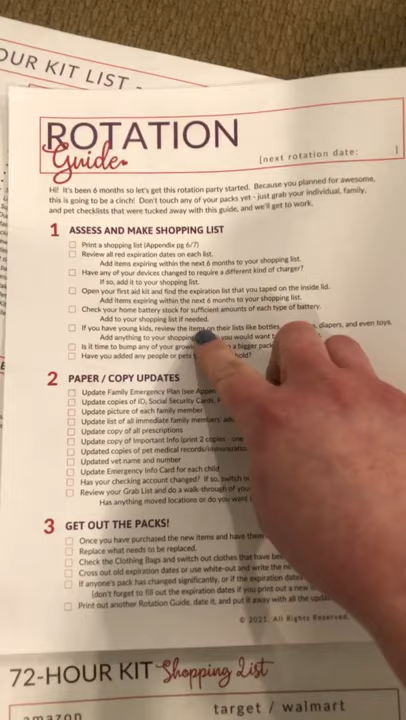 OUR KIT LIST -
ROTATION
Guide
[next rotation date: ]
Hi! It's been 6 months so let's get this rotation party started. Because you planned for awesome,
this is going to be a cinch! Don't touch any of your packs yet - just grab your individual, family,
and pet checklists that were tucked away with this guide, and we'll get to work.
1 ASSESS AND MAKE SHOPPING LIST
Print a shopping list (Appendix pg 6/7)
Review all red expiration dates on each list.
Add items expiring within the next 6 months to your shopping list.
Have any of your devices changed to require a different kind of charger?
If so, add it to your shopping list.
Open your first aid kit and find the expiration list that you taped on the inside lid.
Add items expiring within the next 6 months to your shopping list.
Check your home battery stock for sufficient amounts of each type of battery.
Add to your shopping list if needed.
If you have young kids, review the items on their lists like bottles, diapers, and even toys.
Add anything to your shopping you would want
Is it time to bump any of your a bigger pack
Have you added any people or pets hold?
2 PAPER / COPY UPDATES
Update Family Emergency Plan (see
Update copies of ID, Social Security Cards,
Update picture of each family member
Update list of all immediate family members'
Update copy of all prescriptions
Update copy of Important Info (print 2 copies - one
Updated copies of pet medical records/
Updated vet name and number
Update Emergency Info Card for each child
Has your checking account changed? If so, switch
Review your Grab List and do a walk-through of your
Has anything moved locations or do you want
3 GET OUT THE PACKS!
Once you have purchased the new items and have
Replace what needs to be replaced.
Check the Clothing Bags and switch out clothes that have
Cross out old expiration dates or use white-out and write the
If anyone's pack has changed significantly, or if the expiration dates
(don't forget to fill out the expiration dates if you print out a new
Print out another Rotation Guide, date it, and put it away with all the
© 2021. All Rights Reserved.
72-HOUR KIT Shopping List
amazon target / walmart